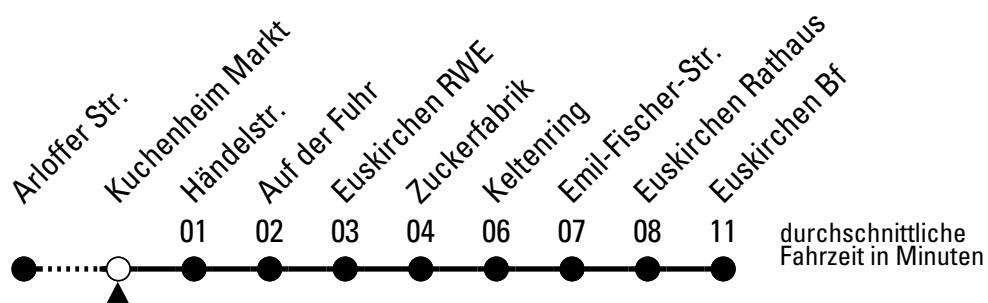 Arloffer Str.
Kuchenheim Markt
Händelstr.
Auf der Fuhr
Euskirchen RWE
Zuckerfabrik
Keltenring
Emil-Fischer-Str.
Euskirchen Rathaus
Euskirchen Bf
01 02 03 04 06 07 08 11
durchschnittliche
Fahrzeit in Minuten